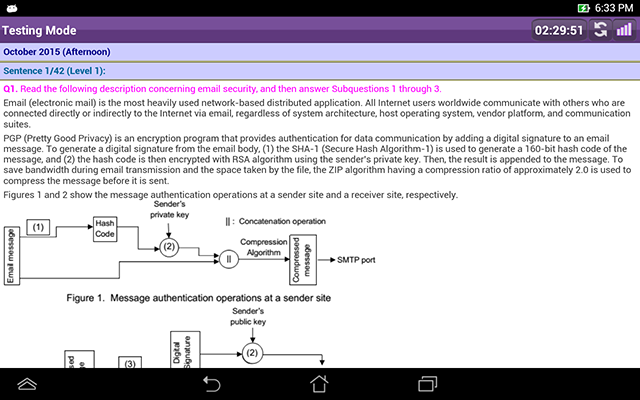 6:33 PM
Testing Mode
02:29:51
October 2015 (Afternoon)
Sentence 1/42 (Level 1):
Q1. Read the following description concerning email security, and then answer Subquestions 1 through 3.
Email (electronic mail) is the most heavily used network-based distributed application. All Internet users worldwide communicate with others who are
connected directly or indirectly to the Internet via email, regardless of system architecture, host operating system, vendor platform, and communication
suites.
PGP (Pretty Good Privacy) is an encryption program that provides authentication for data communication by adding a digital signature to an email
message. To generate a digital signature from the email body, (1) the SHA-1 (Secure Hash Algorithm-1) is used to generate a 160-bit hash code of the
message, and (2) the hash code is then encrypted with RSA algorithm using the sender's private key. Then, the result is appended to the message. To
save bandwidth during email transmission and the space taken by the file, the ZIP algorithm having a compression ratio of approximately 2.0 is used to
compress the message before it is sent.
Figures 1 and 2 show the message authentication operations at a sender site and a receiver site, respectively.
Sender's
private key
(1)
Hash
Code
|| : Concatenation operation
(2)
Email message
||
Compression
Algorithm
Compressed
message
SMTP port
Figure 1. Message authentication operations at a sender site
Sender's
public key
(3)
Digital
(2)